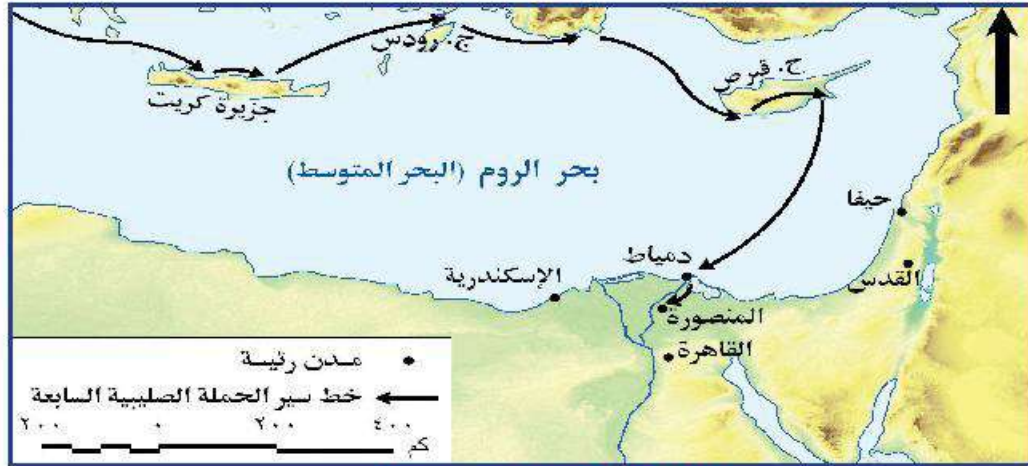 ج. رودس
ج. قبرص
جزيرة كريت
بحر الروم (البحر المتوسط)
حيفا
القدس
دمياط
الإسكندرية
المنصورة
القاهرة
مدن رئيسة
خط سير الحملة الصليبية السابعة
٢٠٠ ٠ ٢٠٠ ٤٠٠ كم